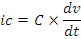 ic = C × dv/dt